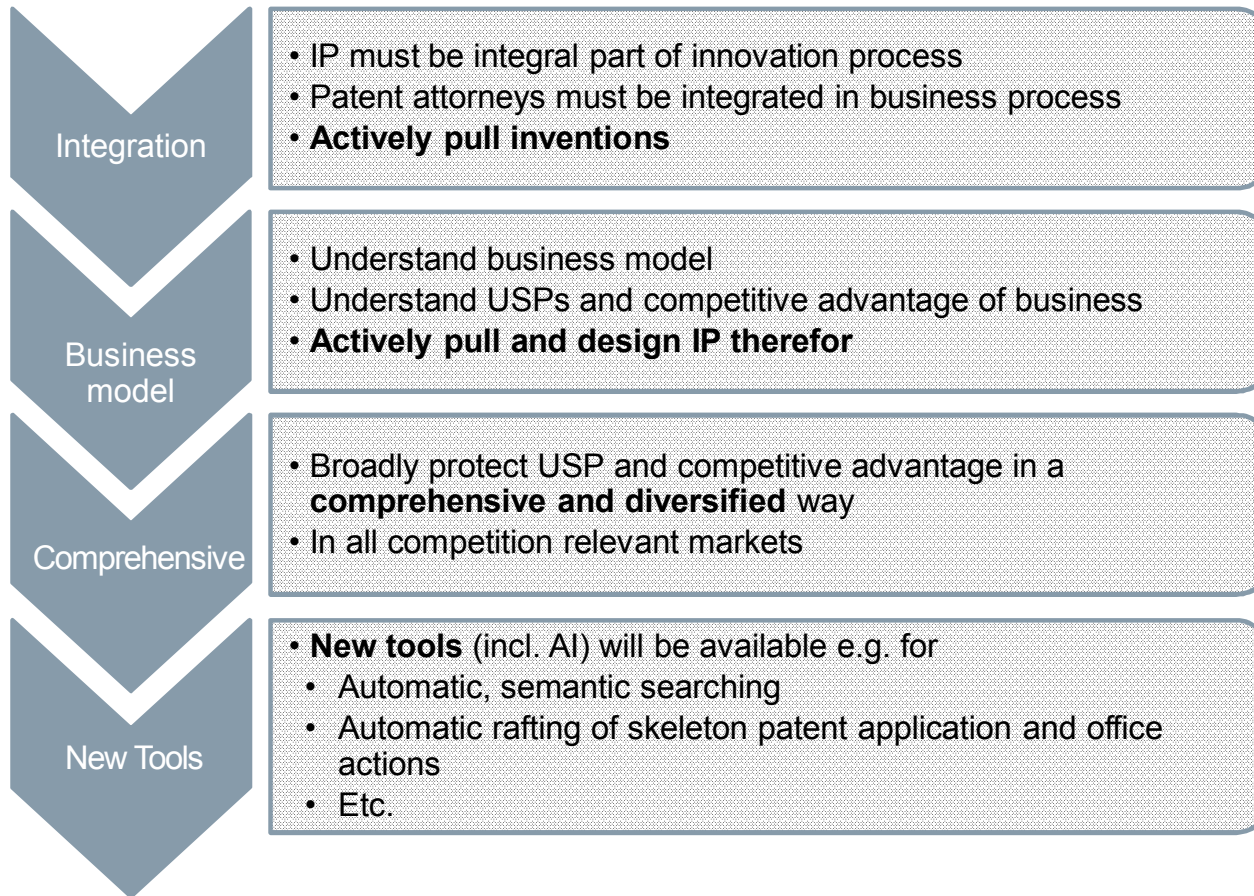 Integration
• IP must be integral part of innovation process
• Patent attorneys must be integrated in business process
• Actively pull inventions
Business
model
• Understand business model
• Understand USPs and competitive advantage of business
• Actively pull and design IP therefor
Comprehensive
• Broadly protect USP and competitive advantage in a
comprehensive and diversified way
• In all competition relevant markets
New Tools
• New tools (incl. AI) will be available e.g. for
• Automatic, semantic searching
• Automatic rafting of skeleton patent application and office
actions
• Etc.